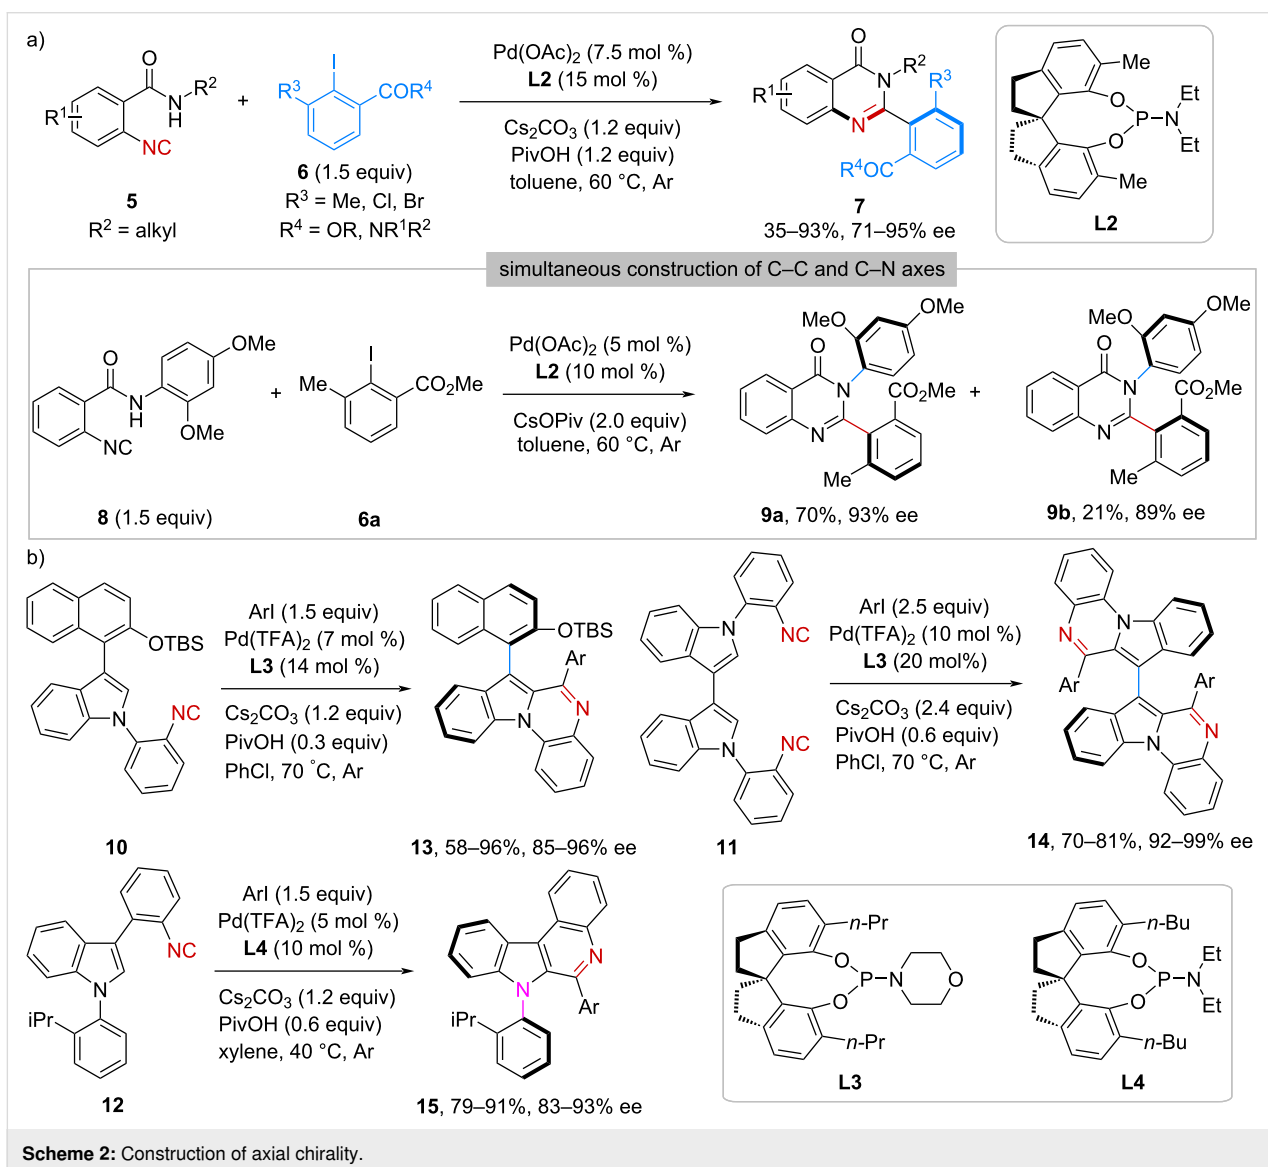 a)
O
N
H
R2
R1
NC
5
R2 = alkyl
+
I
R3
COR4
6 (1.5 equiv)
R3 = Me, Cl, Br
R4 = OR, NR1R2
Pd(OAc)2 (7.5 mol %)
L2 (15 mol %)
Cs2CO3 (1.2 equiv)
PivOH (1.2 equiv)
toluene, 60 °C, Ar
O
R2
N
R3
R1
N
R4OC
7
35–93%, 71–95% ee
Me
O
Et
P
N
O
Et
Me
L2
simultaneous construction of C–C and C–N axes
OMe
O
N
H
OMe
NC
8 (1.5 equiv)
+
I
Me
CO2Me
6a
Pd(OAc)2 (5 mol %)
L2 (10 mol %)
CsOPiv (2.0 equiv)
toluene, 60 °C, Ar
OMe
MeO
O
N
CO2Me
N
Me
9a, 70%, 93% ee
+
OMe
MeO
O
N
CO2Me
N
Me
9b, 21%, 89% ee
b)
OTBS
NC
N
10
ArI (1.5 equiv)
Pd(TFA)2 (7 mol %)
L3 (14 mol %)
Cs2CO3 (1.2 equiv)
PivOH (0.3 equiv)
PhCl, 70 °C, Ar
OTBS
Ar
N
N
13, 58–96%, 85–96% ee
N
NC
NC
N
11
ArI (2.5 equiv)
Pd(TFA)2 (10 mol %)
L3 (20 mol%)
Cs2CO3 (2.4 equiv)
PivOH (0.6 equiv)
PhCl, 70 °C, Ar
N
N
Ar
Ar
N
N
14, 70–81%, 92–99% ee
NC
N
iPr
12
ArI (1.5 equiv)
Pd(TFA)2 (5 mol %)
L4 (10 mol %)
Cs2CO3 (1.2 equiv)
PivOH (0.6 equiv)
xylene, 40 °C, Ar
N
N
Ar
iPr
15, 79–91%, 83–93% ee
n-Pr
O
P
N
O
O
n-Pr
L3
n-Bu
O
Et
P
N
O
Et
n-Bu
L4
Scheme 2: Construction of axial chirality.